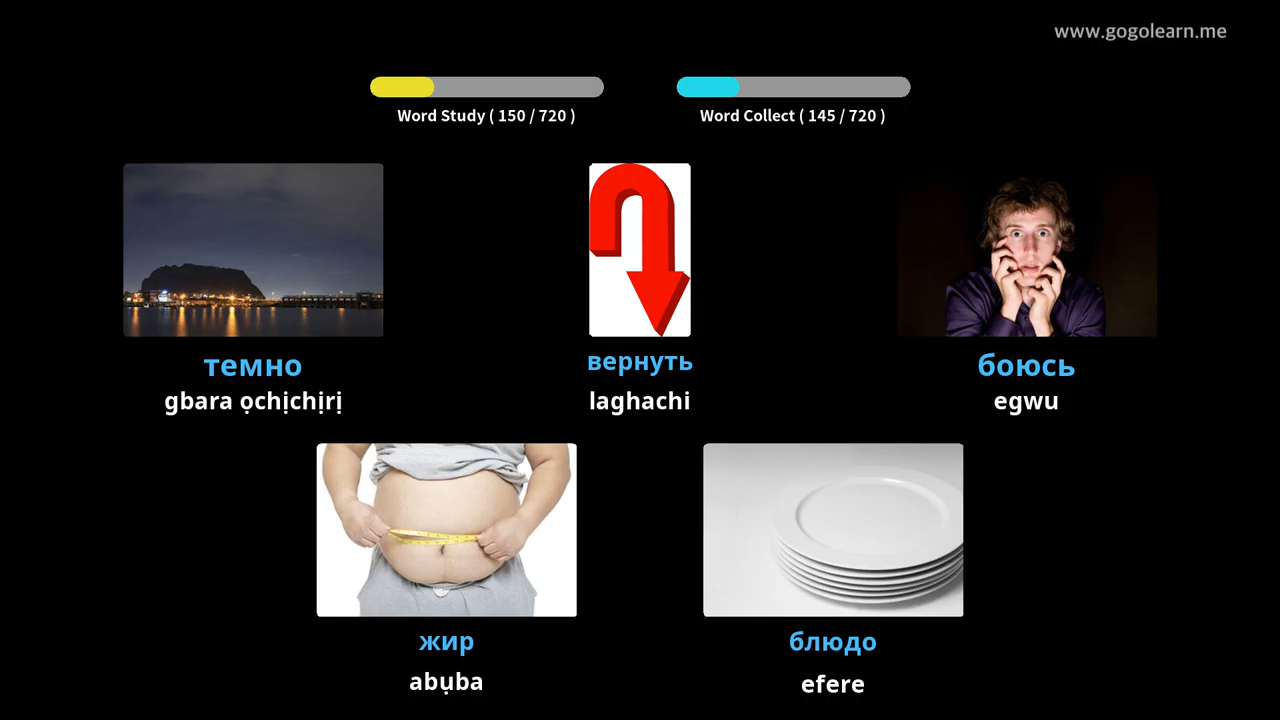 www.gogolearn.me
Word Study ( 150 / 720 )
Word Collect ( 145 / 720 )
темно
gbara ọchịchịrị
вернуть
laghachi
боюсь
egwu
жир
abụba
блюдо
efere